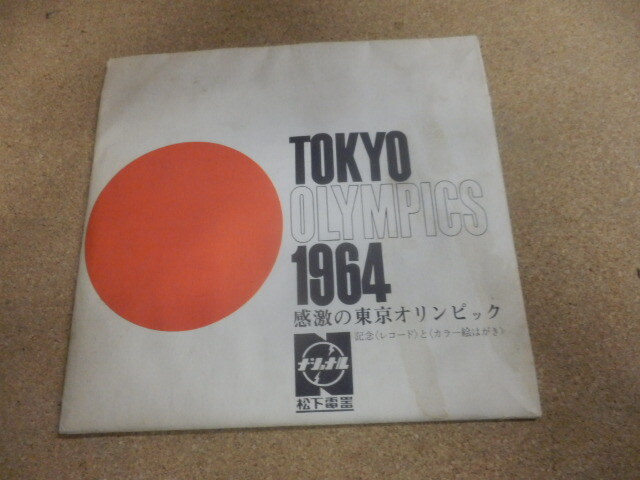 TOKYO
OLYMPICS
1964
感激の東京オリンピック
記念〈レコード〉と〈カラー絵はがき〉
ナショナル
松下電器